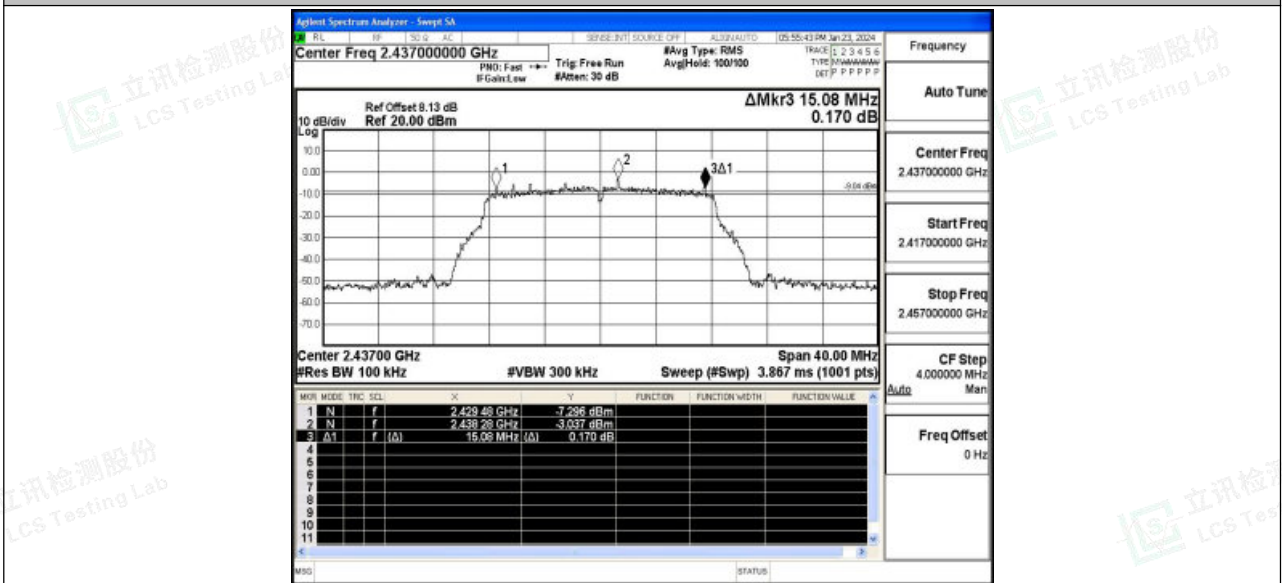 Agilent Spectrum Analyzer - Swept SA
RL RF 50 Ω AC SENSE:INT SOURCE OFF ALIGNAUTO 05:55:43 PM Jan 23, 2024
Center Freq 2.437000000 GHz
PNO: Fast
IFGain:Low
Trig: Free Run
#Atten: 30 dB
#Avg Type: RMS
Avg|Hold: 100/100
TRACE 1 2 3 4 5 6
TYPE MWWWWW
DET P P P P P P
Ref Offset 8.13 dB
10 dB/div Ref 20.00 dBm
Log
ΔMkr3 15.08 MHz
0.170 dB
10.0
0.00
-10.0
-20.0
-30.0
-40.0
-50.0
-60.0
-70.0
1
2
3Δ1
-9.04 dBm
Center 2.43700 GHz Span 40.00 MHz
#Res BW 100 kHz #VBW 300 kHz Sweep (#Swp) 3.867 ms (1001 pts)
MKR MODE TRC SCL X Y FUNCTION FUNCTION WIDTH FUNCTION VALUE
1 N f 2.429 48 GHz -7.296 dBm
2 N f 2.438 28 GHz -3.037 dBm
3 Δ1 f (Δ) 15.08 MHz (Δ) 0.170 dB
4
5
6
7
8
9
10
11
MSG STATUS
Frequency
Auto Tune
Center Freq
2.437000000 GHz
Start Freq
2.417000000 GHz
Stop Freq
2.457000000 GHz
CF Step
4.000000 MHz
Auto Man
Freq Offset
0 Hz
立讯检测股份
LCS Testing Lab
立讯检测股份
LCS Testing Lab
立讯检测股份
LCS Testing Lab
立讯检
LCS Tes